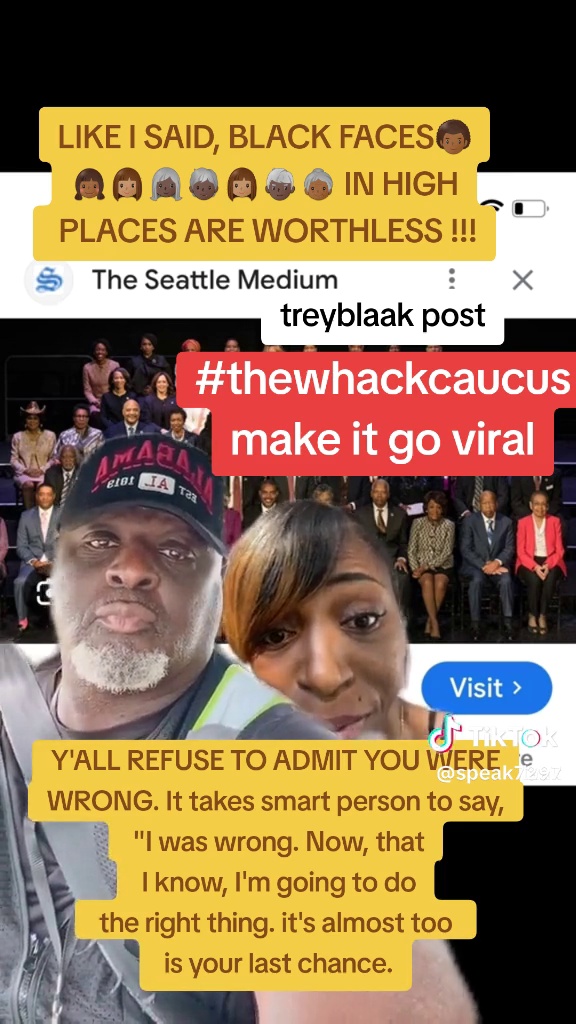 LIKE I SAID, BLACK FACES👨🏾
👧🏾👧🏽👩🏾‍🦳👨🏾‍🦳👧🏽👨🏽‍🦳👵🏽 IN HIGH
PLACES ARE WORTHLESS !!!
The Seattle Medium
treyblaak post
#thewhackcaucus
make it go viral
ALABAMA
EST AL 1819
Visit >
TikTok
@speak7297
Y'ALL REFUSE TO ADMIT YOU WERE
WRONG. It takes smart person to say,
"I was wrong. Now, that
I know, I'm going to do
the right thing. it's almost too
is your last chance.